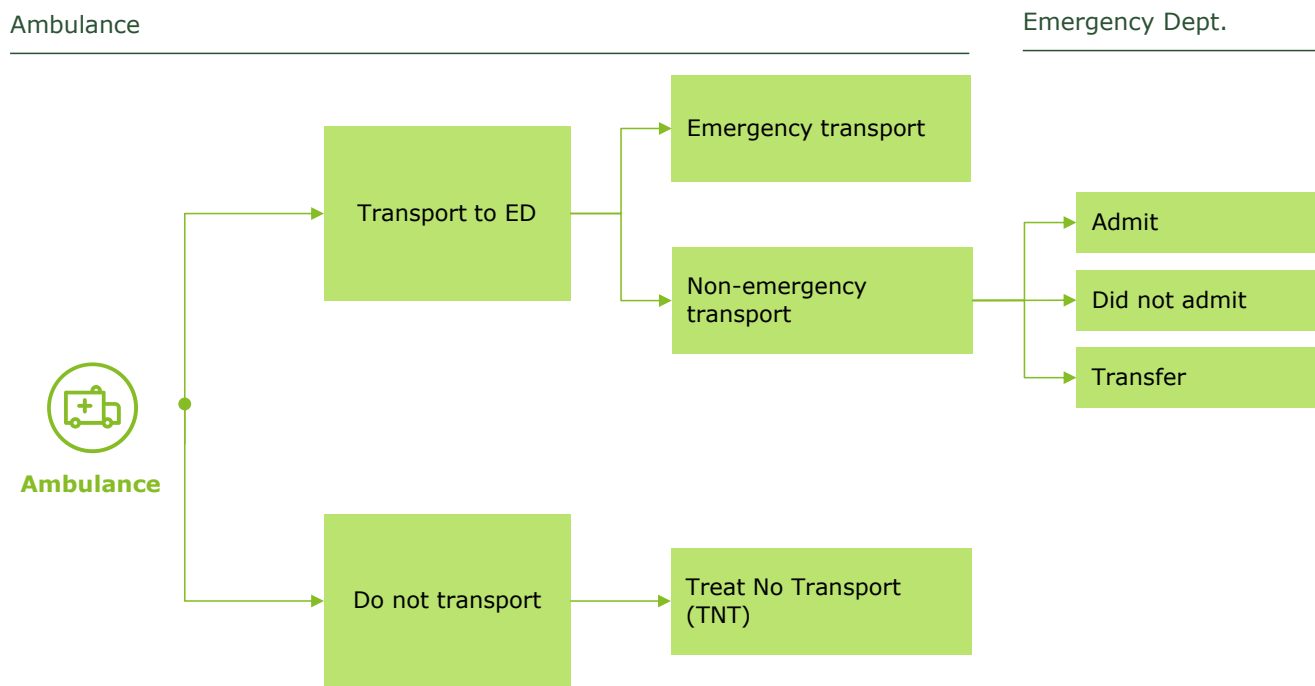 Ambulance
Emergency Dept.
Emergency transport
Transport to ED
Admit
Non-emergency
transport
Did not admit
Transfer
Ambulance
Do not transport
Treat No Transport
(TNT)